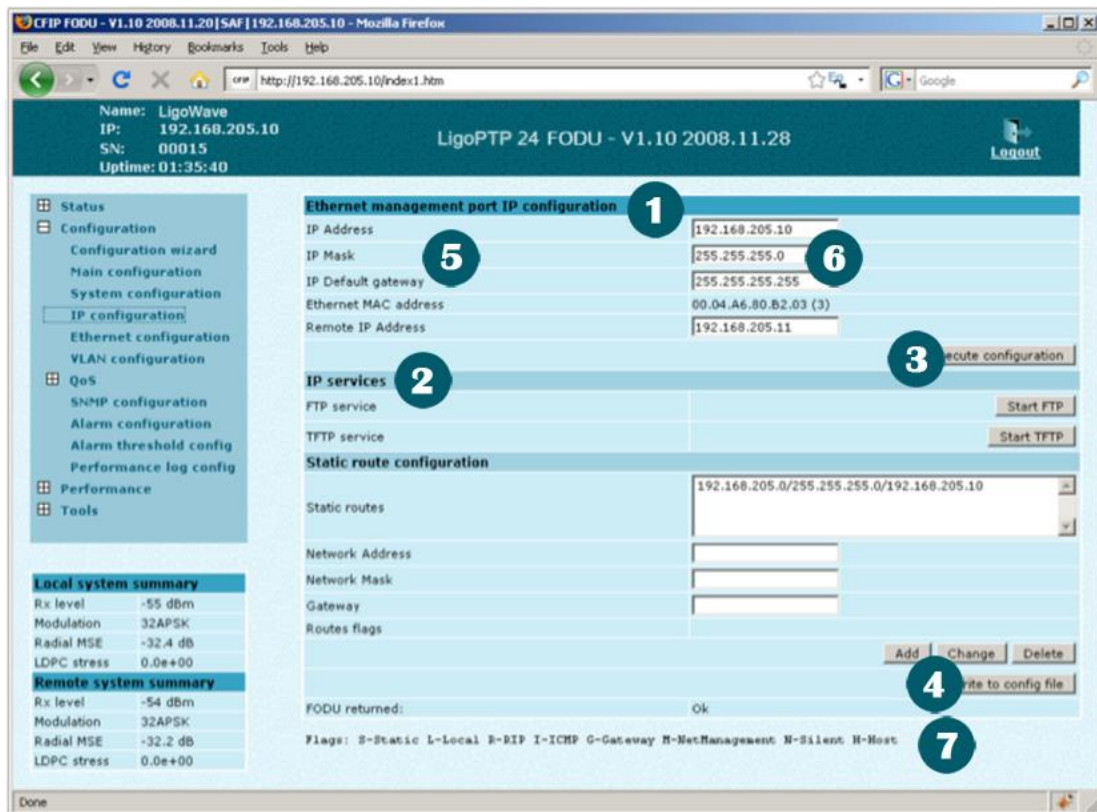 CFIP FODU - V1.10 2008.11.20|SAF|192.168.205.10 - Mozilla Firefox
File Edit View History Bookmarks Tools Help
CFIP http://192.168.205.10/index1.htm Google
Name: LigoWave
IP: 192.168.205.10
SN: 00015
Uptime: 01:35:40
LigoPTP 24 FODU - V1.10 2008.11.28
Logout
Status
Configuration
Configuration wizard
Main configuration
System configuration
IP configuration
Ethernet configuration
VLAN configuration
QoS
SNMP configuration
Alarm configuration
Alarm threshold config
Performance log config
Performance
Tools
Local system summary
Rx level -55 dBm
Modulation 32APSK
Radial MSE -32.4 dB
LDPC stress 0.0e+00
Remote system summary
Rx level -54 dBm
Modulation 32APSK
Radial MSE -32.2 dB
LDPC stress 0.0e+00
Ethernet management port IP configuration 1
IP Address 192.168.205.10
IP Mask 5 255.255.255.0 6
IP Default gateway 255.255.255.255
Ethernet MAC address 00.04.A6.80.B2.03 (3)
Remote IP Address 192.168.205.11
3 ecute configuration
IP services 2
FTP service Start FTP
TFTP service Start TFTP
Static route configuration
Static routes 192.168.205.0/255.255.255.0/192.168.205.10
Network Address
Network Mask
Gateway
Routes flags
Add Change Delete
4 rite to config file
FODU returned: Ok
Flags: S-Static L-Local R-RIP I-ICMP G-Gateway M-NetManagement N-Silent H-Host 7
Done